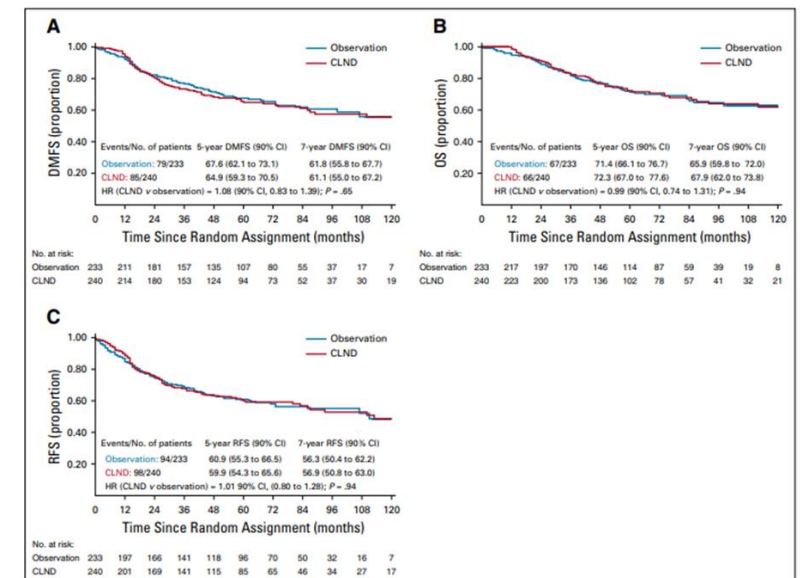 A
1.00
0.80
0.60
0.40
0.20
DMFS (proportion)
Observation
CLND
Events/No. of patients 5-year DMFS (90% CI) 7-year DMFS (90% CI)
Observation: 79/233 67.6 (62.1 to 73.1) 61.8 (55.8 to 67.7)
CLND: 85/240 64.9 (59.3 to 70.5) 61.1 (55.0 to 67.2)
HR (CLND v observation) = 1.08 (90% CI, 0.83 to 1.39); P = .65
0 12 24 36 48 60 72 84 96 108 120
Time Since Random Assignment (months)
No. at risk:
Observation 233 211 181 157 135 107 80 55 37 17 7
CLND 240 214 180 153 124 94 73 52 37 30 19
B
1.00
0.80
0.60
0.40
0.20
OS (proportion)
Observation
CLND
Events/No. of patients 5-year OS (90% CI) 7-year OS (90% CI)
Observation: 67/233 71.4 (66.1 to 76.7) 65.9 (59.8 to 72.0)
CLND: 66/240 72.3 (67.0 to 77.6) 67.9 (62.0 to 73.8)
HR (CLND v observation) = 0.99 (90% CI, 0.74 to 1.31); P = .94
0 12 24 36 48 60 72 84 96 108 120
Time Since Random Assignment (months)
No. at risk:
Observation 233 217 197 170 146 114 87 59 39 19 8
CLND 240 223 200 173 136 102 78 57 41 32 21
C
1.00
0.80
0.60
0.40
0.20
RFS (proportion)
Observation
CLND
Events/No. of patients 5-year RFS (90% CI) 7-year RFS (90% CI)
Observation: 94/233 60.9 (55.3 to 66.5) 56.3 (50.4 to 62.2)
CLND: 98/240 59.9 (54.3 to 65.6) 56.9 (50.8 to 63.0)
HR (CLND v observation) = 1.01 90% CI, (0.80 to 1.28); P = .94
0 12 24 36 48 60 72 84 96 108 120
Time Since Random Assignment (months)
No. at risk:
Observation 233 197 166 141 118 96 70 50 32 16 7
CLND 240 201 169 141 115 85 65 46 34 27 17